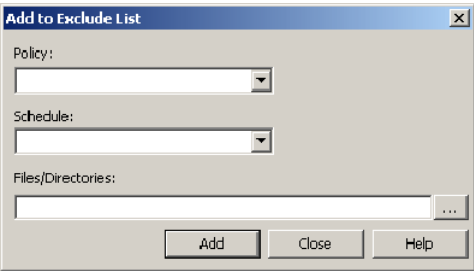 Add to Exclude List
Policy:
Schedule:
Files/Directories:
...
Add Close Help